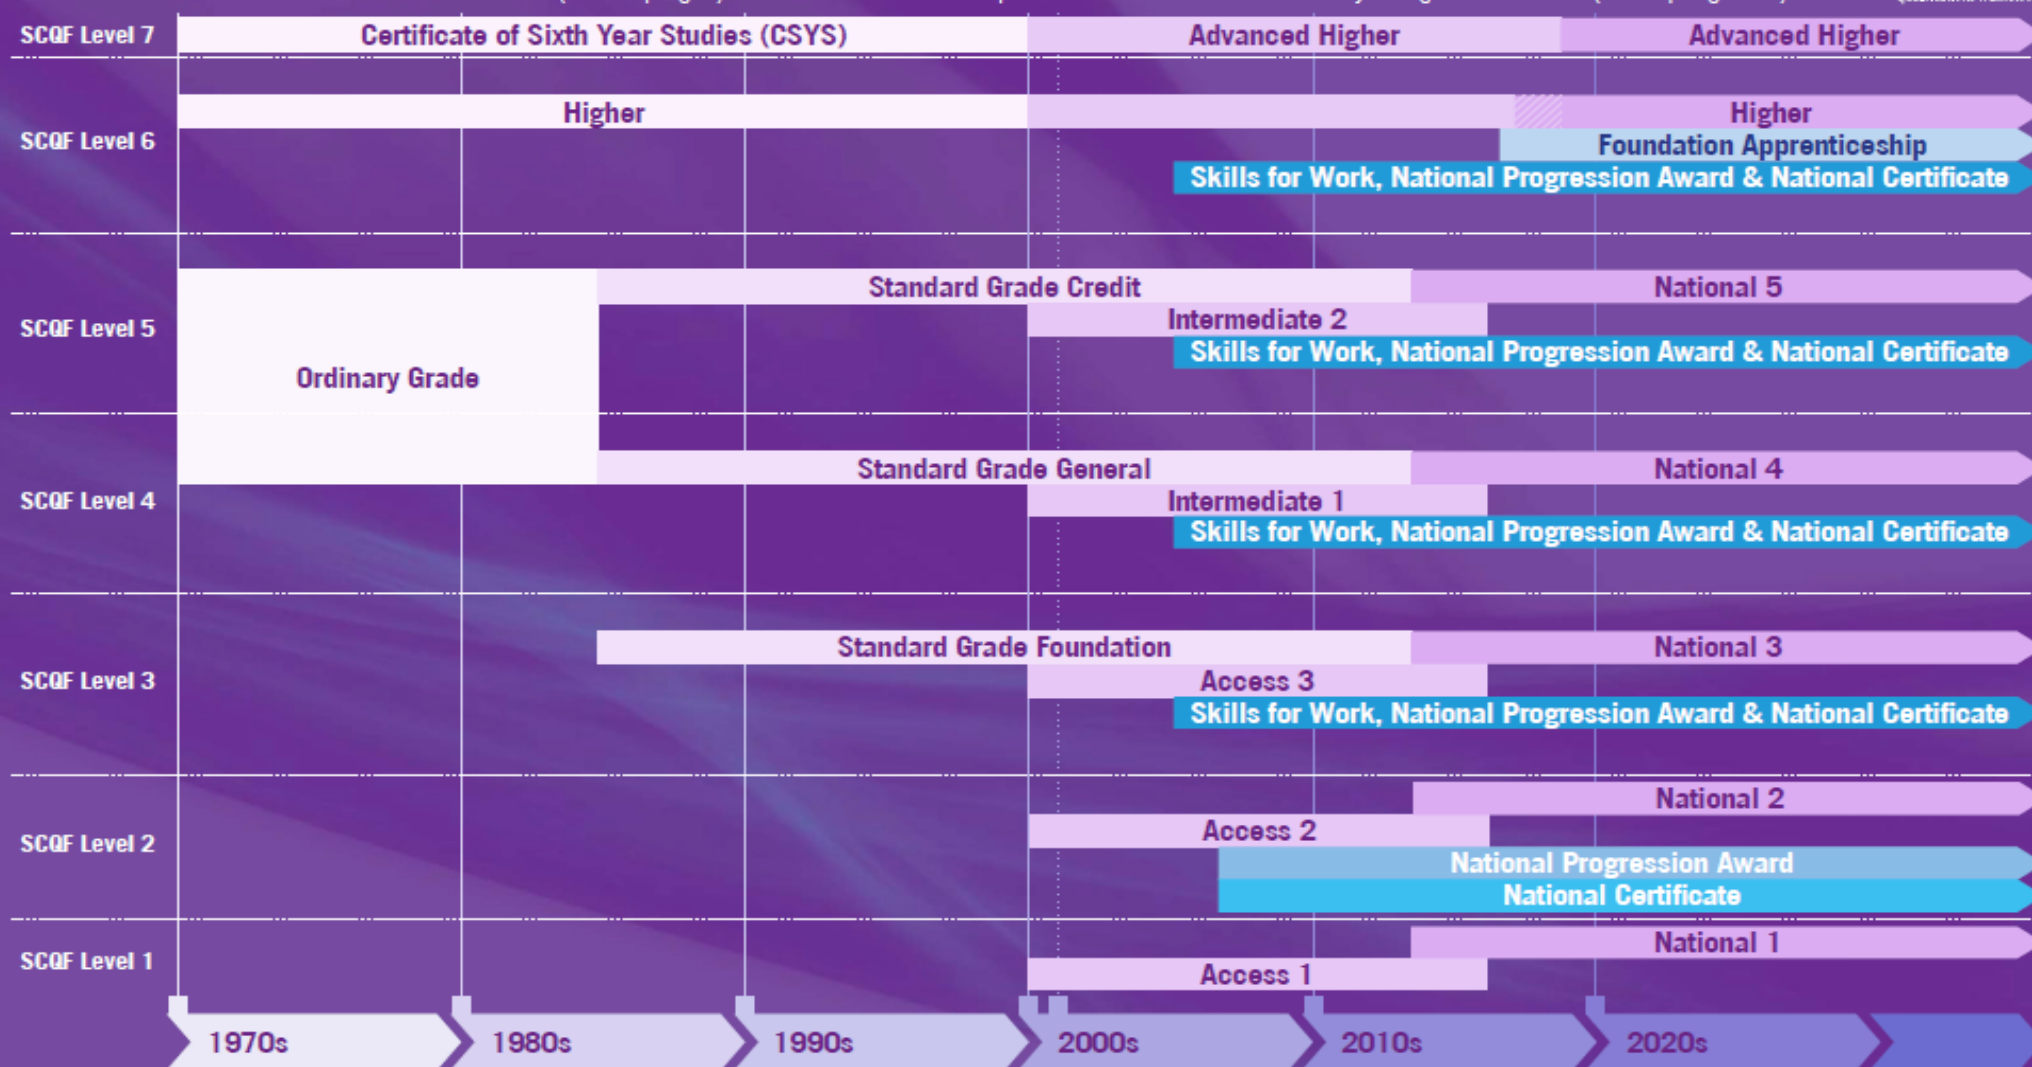 SCQF Level 7
Certificate of Sixth Year Studies (CSYS)
Advanced Higher
Advanced Higher
SCQF Level 6
Higher
Higher
Foundation Apprenticeship
Skills for Work, National Progression Award & National Certificate
SCQF Level 5
Ordinary Grade
Standard Grade Credit
National 5
Intermediate 2
Skills for Work, National Progression Award & National Certificate
SCQF Level 4
Standard Grade General
National 4
Intermediate 1
Skills for Work, National Progression Award & National Certificate
SCQF Level 3
Standard Grade Foundation
National 3
Access 3
Skills for Work, National Progression Award & National Certificate
SCQF Level 2
National 2
Access 2
National Progression Award
National Certificate
SCQF Level 1
National 1
Access 1
1970s
1980s
1990s
2000s
2010s
2020s